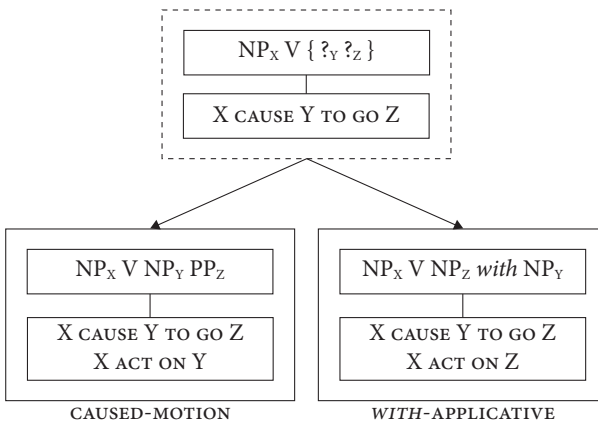 NPX V { ?Y ?Z }
X CAUSE Y TO GO Z
NPX V NPY PPZ
X CAUSE Y TO GO Z
X ACT ON Y
CAUSED-MOTION
NPX V NPZ with NPY
X CAUSE Y TO GO Z
X ACT ON Z
WITH-APPLICATIVE